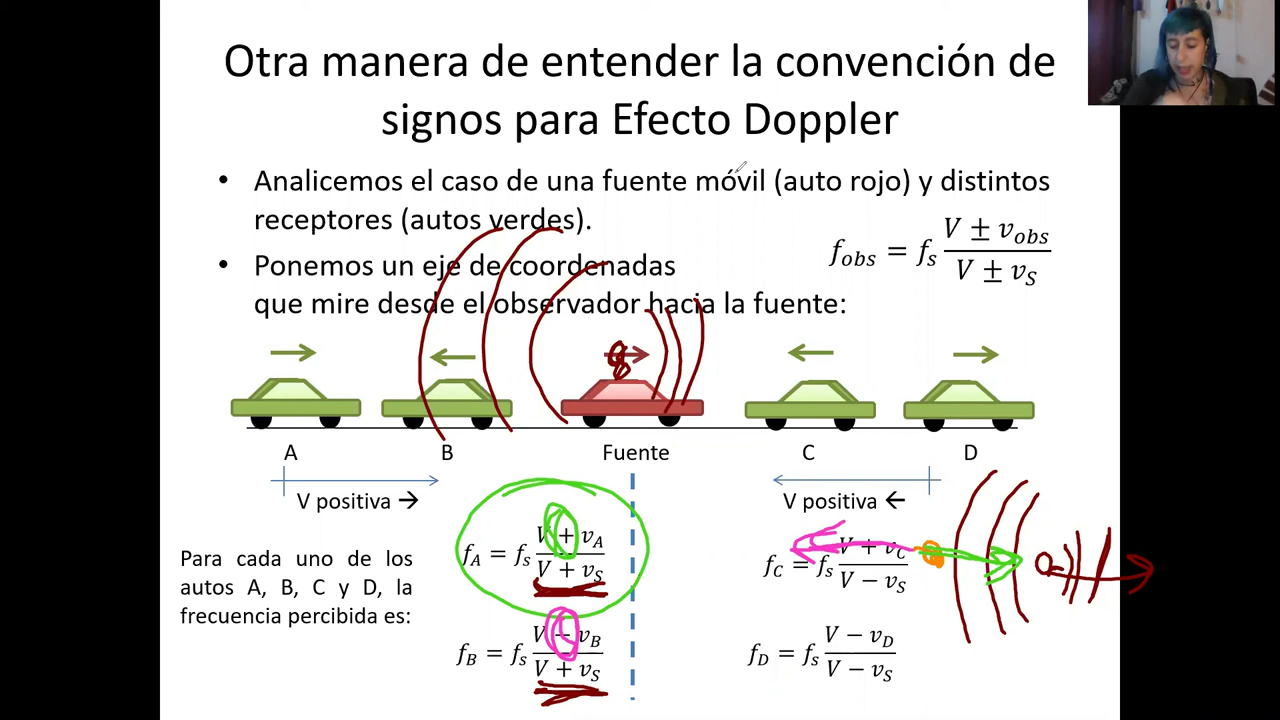 Otra manera de entender la convención de
signos para Efecto Doppler
• Analicemos el caso de una fuente móvil (auto rojo) y distintos
receptores (autos verdes).
• Ponemos un eje de coordenadas
que mire desde el observador hacia la fuente:
f_obs = f_s (V ± v_obs)/(V ± v_S)
A B Fuente C D
V positiva → V positiva ←
Para cada uno de los
autos A, B, C y D, la
frecuencia percibida es:
f_A = f_s (V + v_A)/(V + v_S)
f_B = f_s (V − v_B)/(V + v_S)
f_C = f_s (V + v_C)/(V − v_S)
f_D = f_s (V − v_D)/(V − v_S)